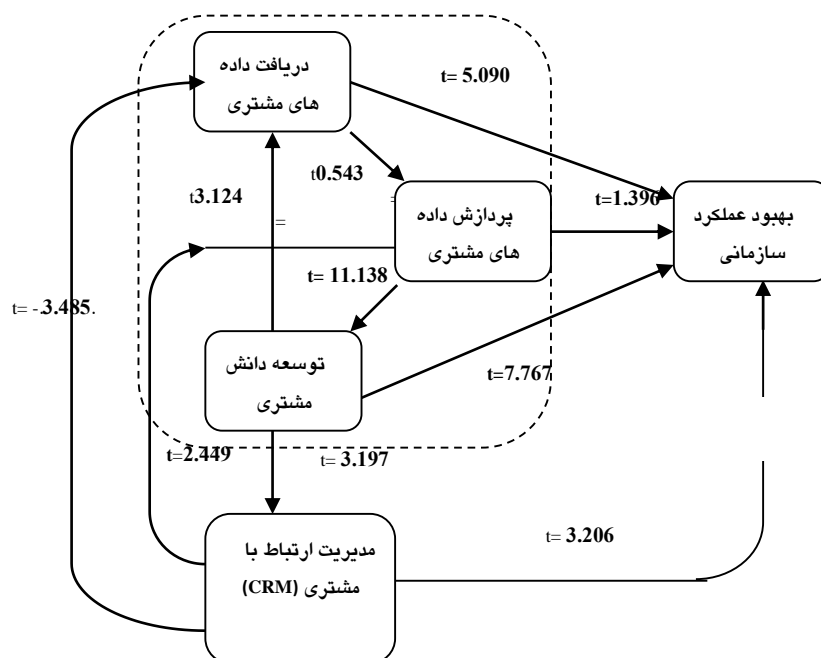 دریافت داده
های مشتری
t= 5.090
t0.543
=
t3.124
=
پردازش داده
های مشتری
t=1.396
بهبود عملکرد
سازمانی
t= 11.138
t= -.3.485.
توسعه دانش
مشتری
t=7.767
t=2.449
t= 3.197
مدیریت ارتباط با
مشتری (CRM)
t= 3.206